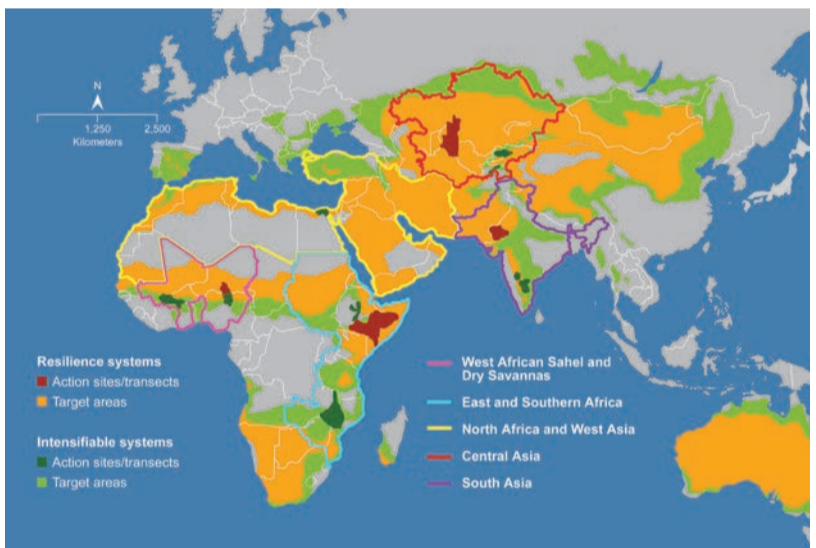 N
1,250
2,500
Kilometers
Resilience systems
Action sites/transects
Target areas
Intensifiable systems
Action sites/transects
Target areas
West African Sahel and
Dry Savannas
East and Southern Africa
North Africa and West Asia
Central Asia
South Asia